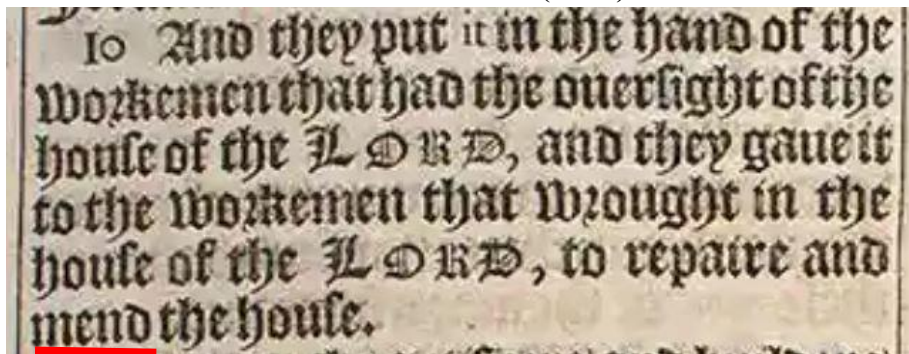 10 And they put it in the hand of the
workemen that had the ouersight of the
house of the LORD, and they gaue it
to the workemen that wrought in the
house of the LORD, to repaire and
mend the house.